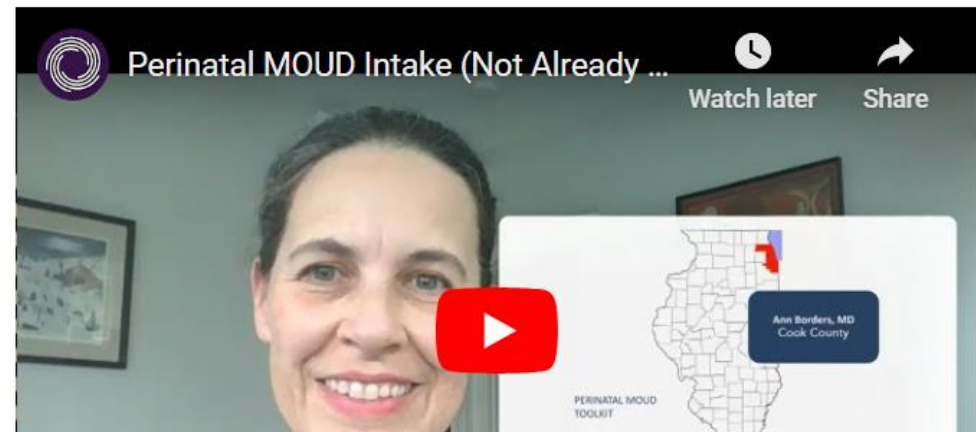 Perinatal MOUD Intake (Not Already ...
Watch later
Share
Ann Borders, MD
Cook County
PERINATAL MOUD
TOOLKIT